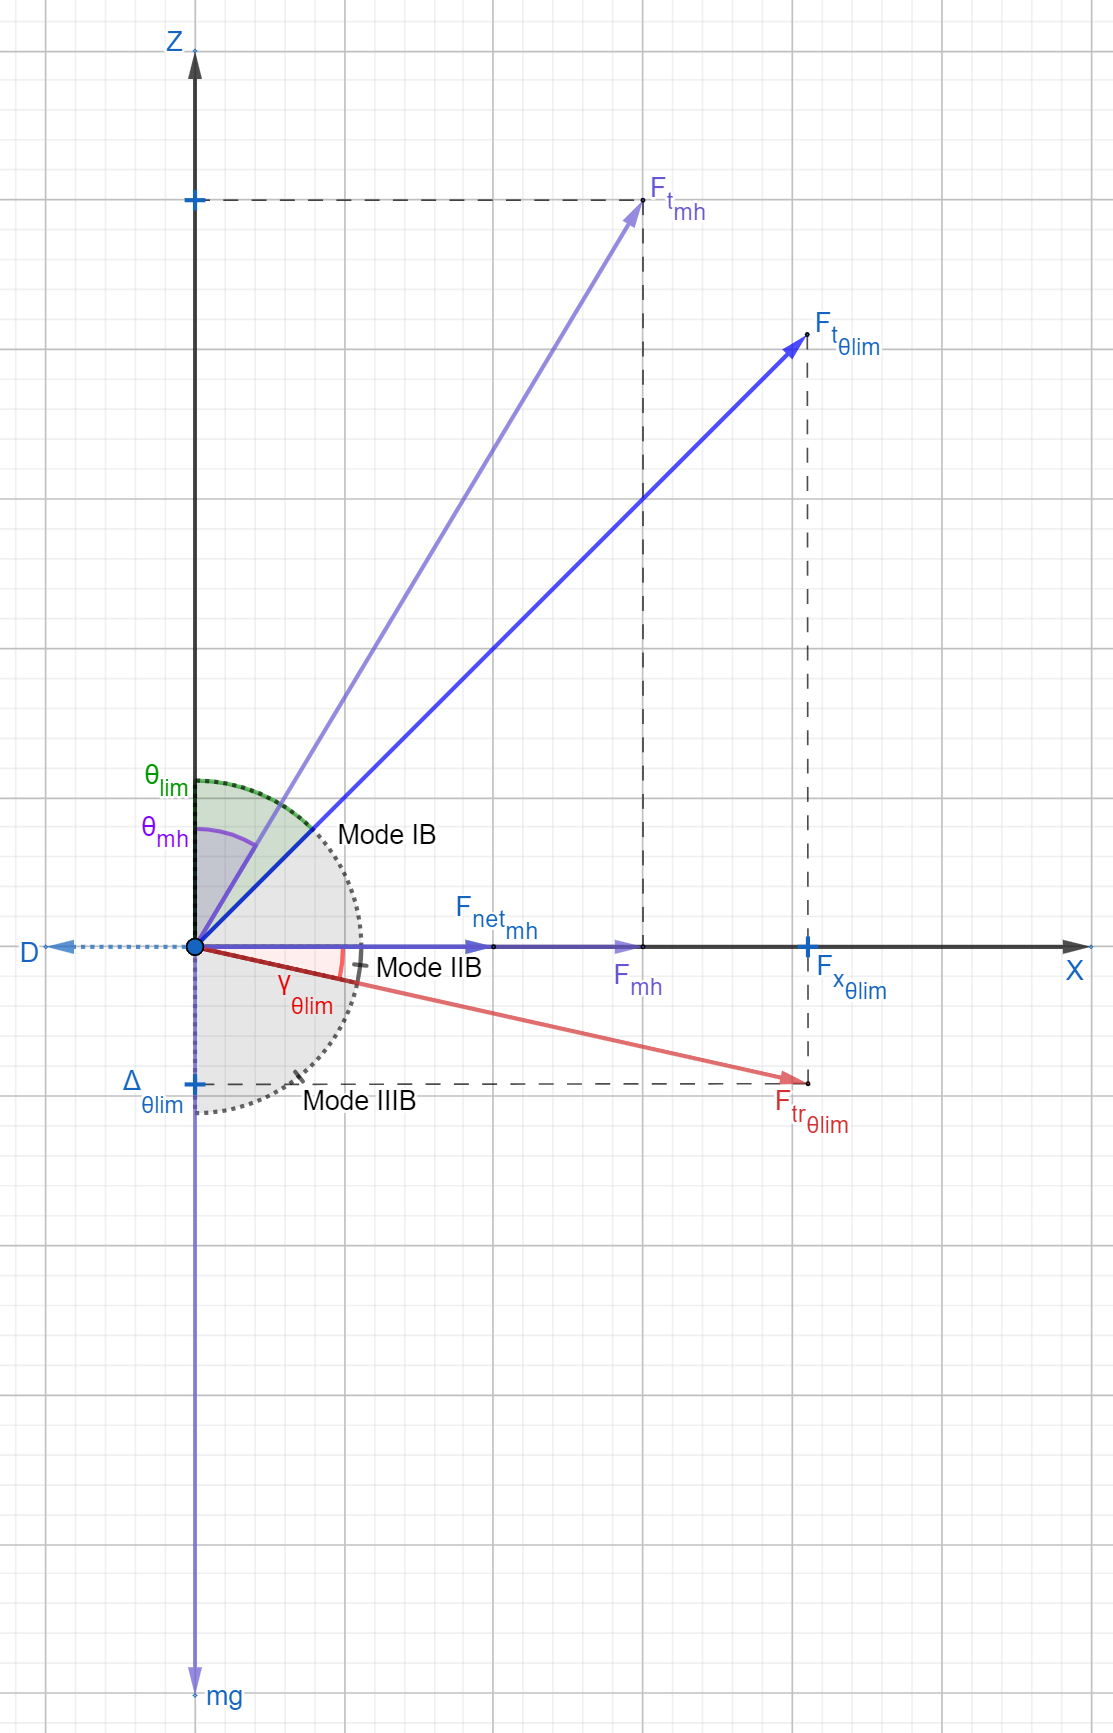 Z
F_t_mh
F_t_θlim
θ_lim
θ_mh
Mode IB
F_net_mh
D
Mode IIB
X
γ_θlim
F_mh
F_x_θlim
Δ_θlim
Mode IIIB
F_tr_θlim
mg